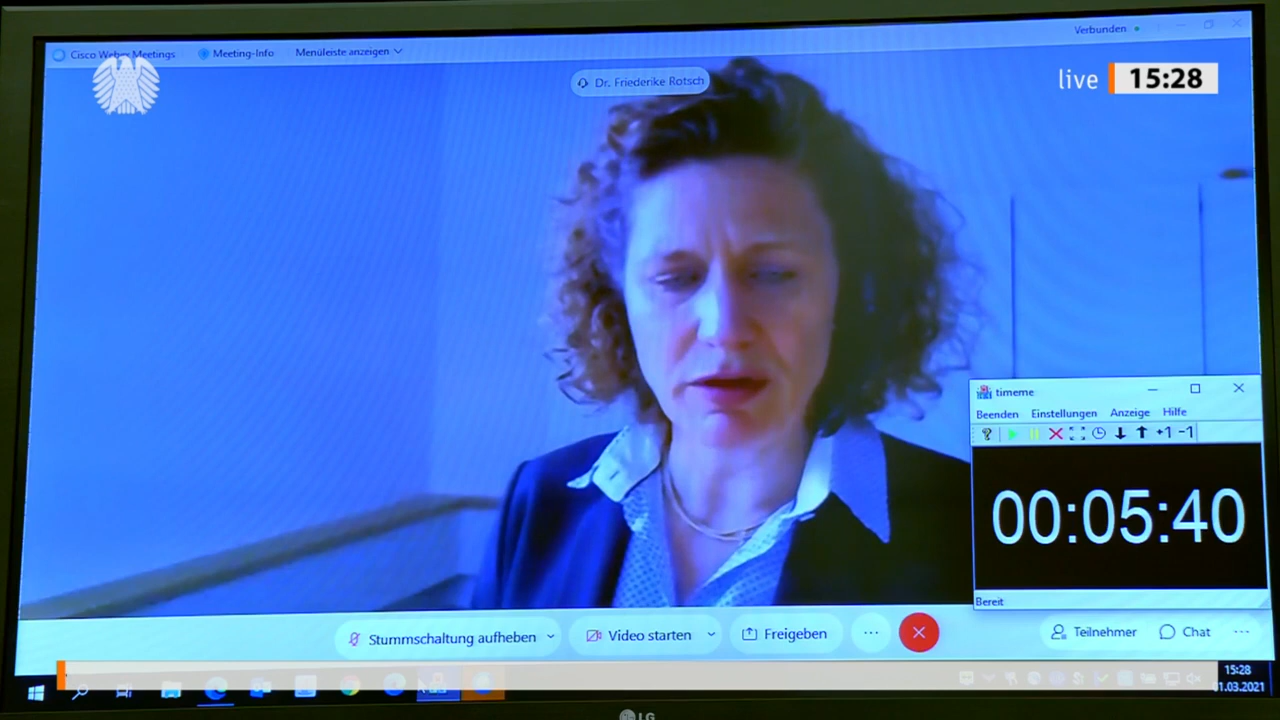 Cisco Webex Meetings Meeting-Info Menüleiste anzeigen Verbunden
live 15:28
Dr. Friederike Rotsch
timeme
Beenden Einstellungen Anzeige Hilfe
+1 -1
00:05:40
Bereit
Stummschaltung aufheben Video starten Freigeben Teilnehmer Chat
15:28
01.03.2021
LG